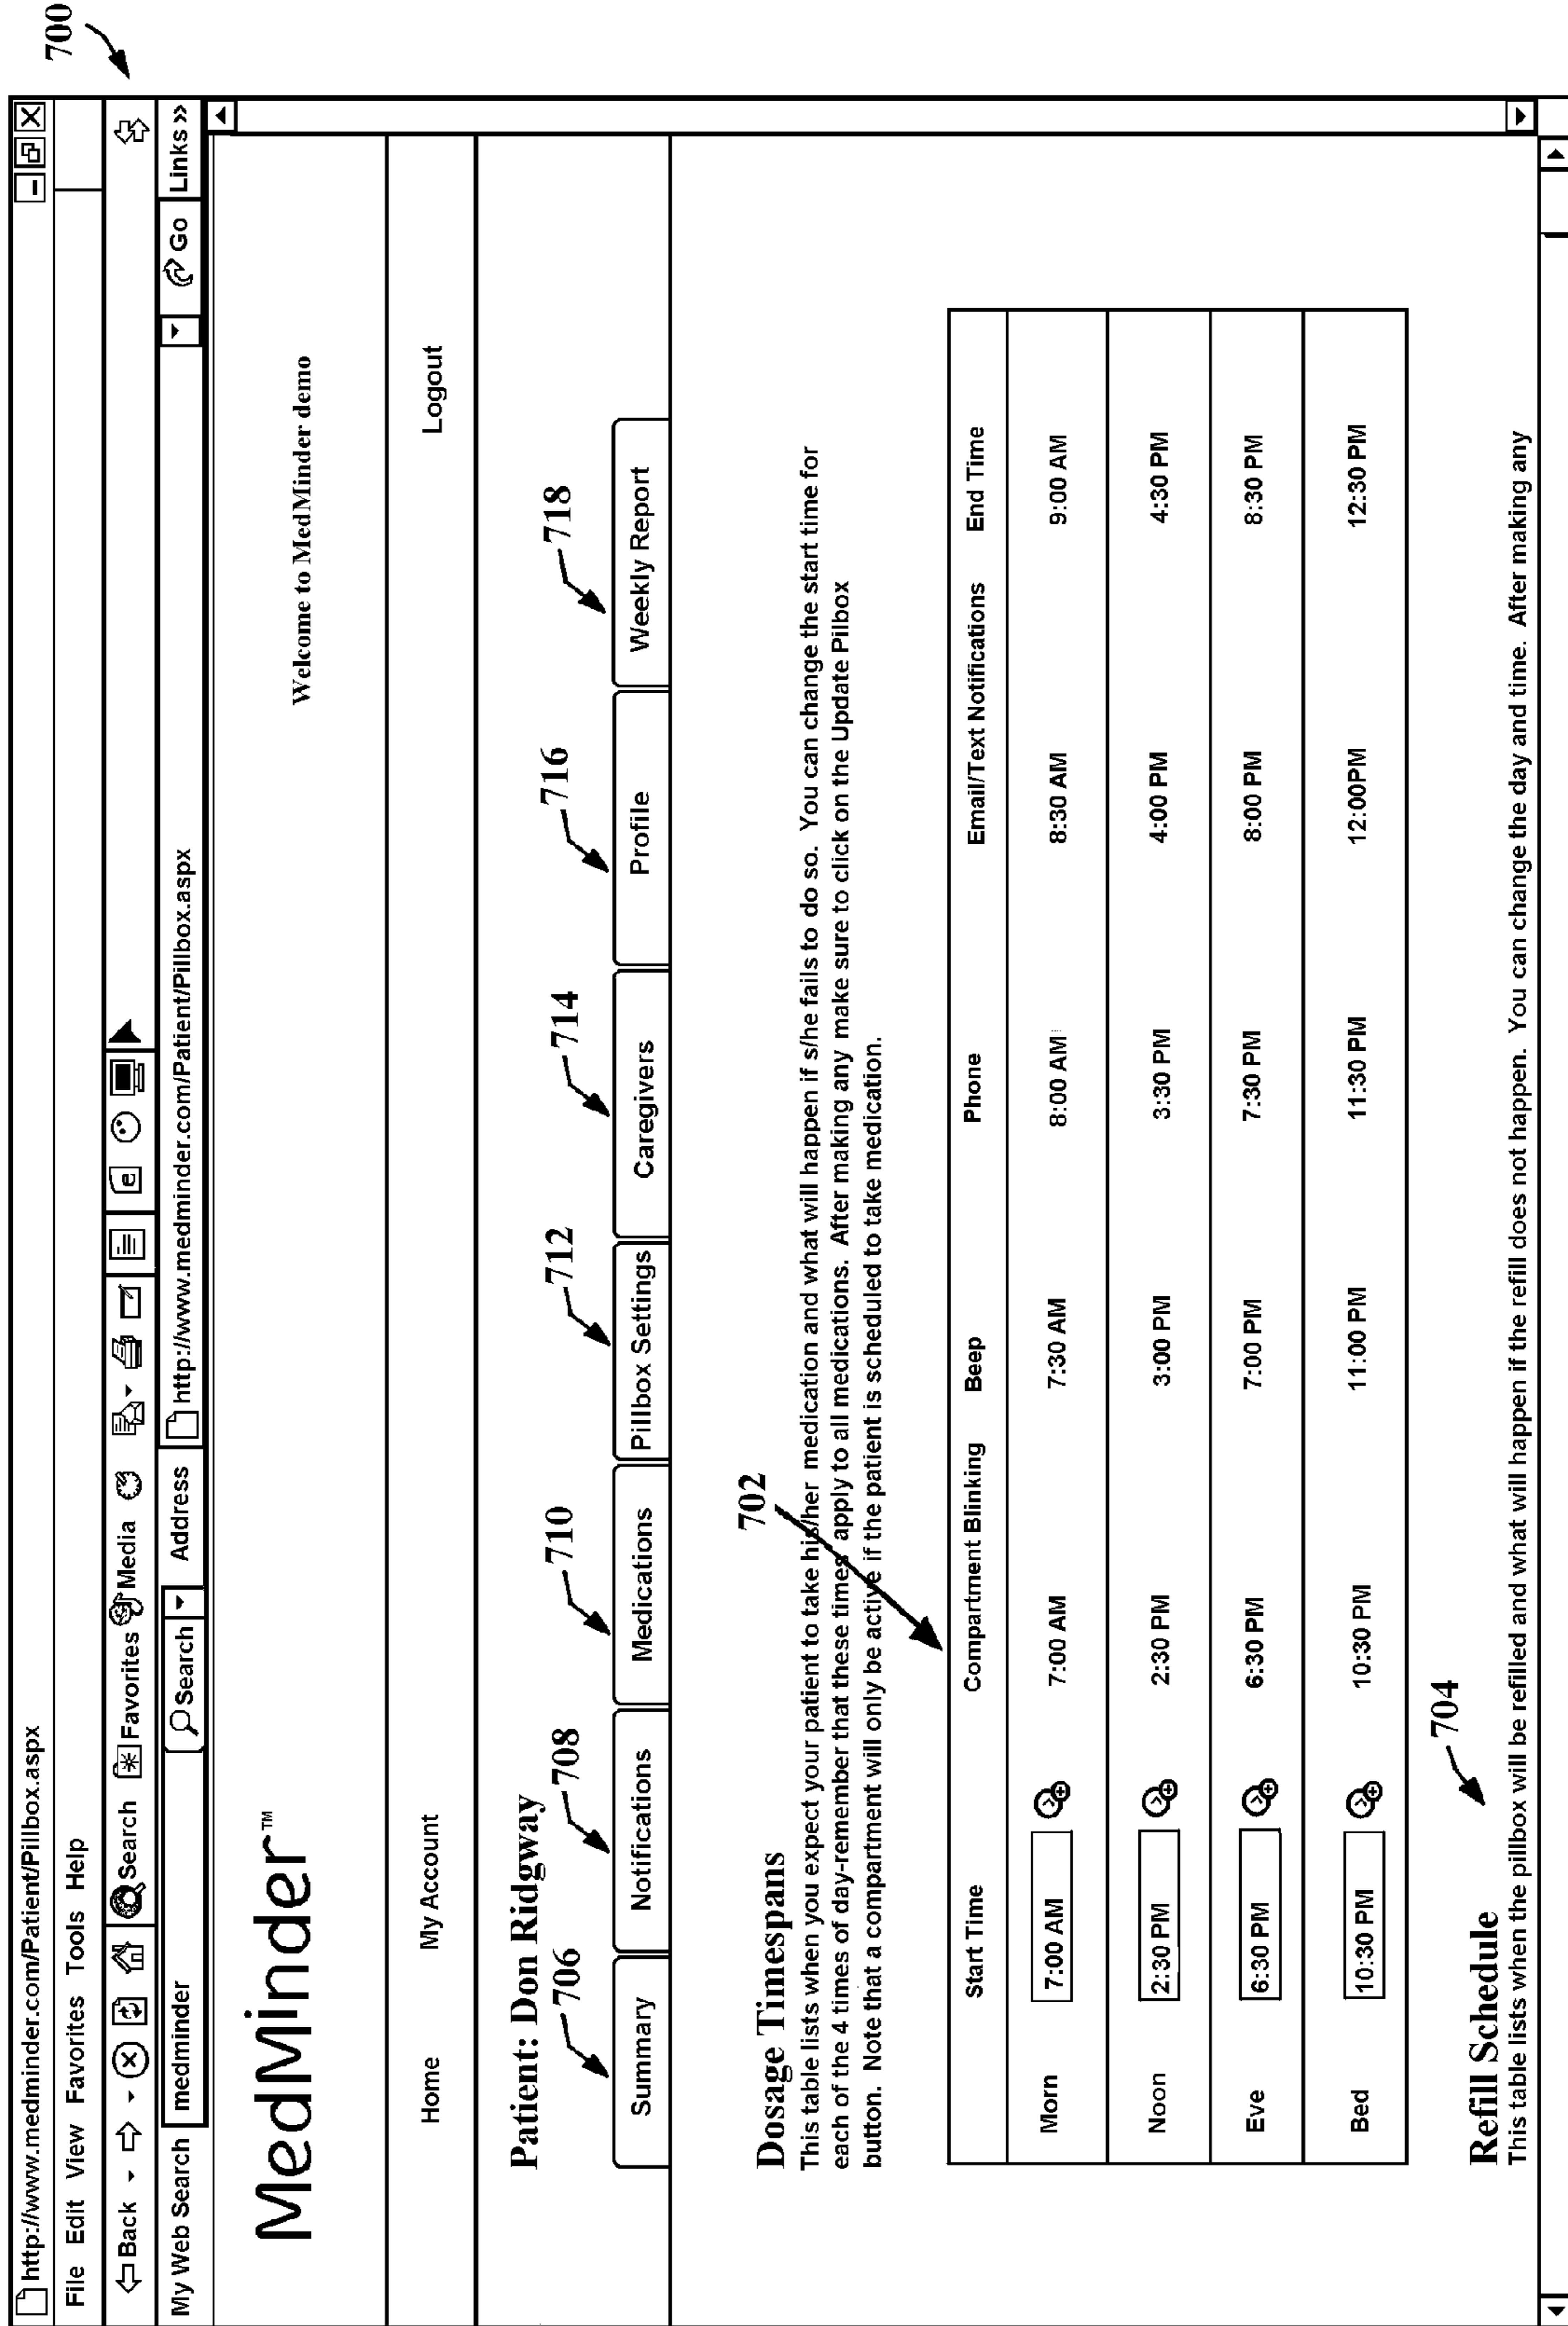 700
http://www.medminder.com/Patient/Pillbox.aspx
File Edit View Favorites Tools Help
Back Search Favorites Media
My Web Search medminder Search Address http://www.medminder.com/Patient/Pillbox.aspx Go Links »
MedMinder™
Welcome to MedMinder demo
Home My Account Logout
Patient: Don Ridgway
706 708 710 712 714 716 718
Summary Notifications Medications Pillbox Settings Caregivers Profile Weekly Report
702
Dosage Timespans
This table lists when you expect your patient to take his/her medication and what will happen if s/he fails to do so. You can change the start time for
each of the 4 times of day-remember that these times apply to all medications. After making any make sure to click on the Update Pilbox
button. Note that a compartment will only be active if the patient is scheduled to take medication.
Start Time Compartment Blinking Beep Phone Email/Text Notifications End Time
Morn 7:00 AM 7:00 AM 7:30 AM 8:00 AM 8:30 AM 9:00 AM
Noon 2:30 PM 2:30 PM 3:00 PM 3:30 PM 4:00 PM 4:30 PM
Eve 6:30 PM 6:30 PM 7:00 PM 7:30 PM 8:00 PM 8:30 PM
Bed 10:30 PM 10:30 PM 11:00 PM 11:30 PM 12:00PM 12:30 PM
704
Refill Schedule
This table lists when the pillbox will be refilled and what will happen if the refill does not happen. You can change the day and time. After making any